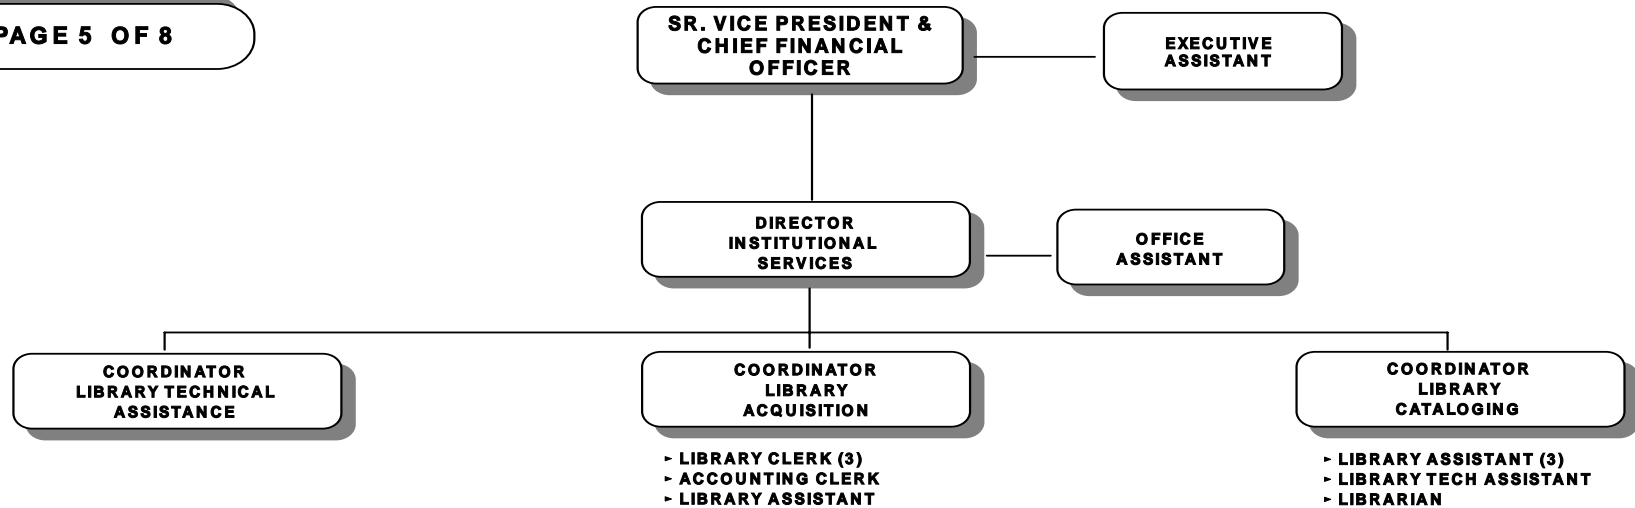 PAGE 5 OF 8
SR. VICE PRESIDENT &
CHIEF FINANCIAL
OFFICER
EXECUTIVE
ASSISTANT
DIRECTOR
INSTITUTIONAL
SERVICES
OFFICE
ASSISTANT
COORDINATOR
LIBRARY TECHNICAL
ASSISTANCE
COORDINATOR
LIBRARY
ACQUISITION
► LIBRARY CLERK (3)
► ACCOUNTING CLERK
► LIBRARY ASSISTANT
COORDINATOR
LIBRARY
CATALOGING
► LIBRARY ASSISTANT (3)
► LIBRARY TECH ASSISTANT
► LIBRARIAN